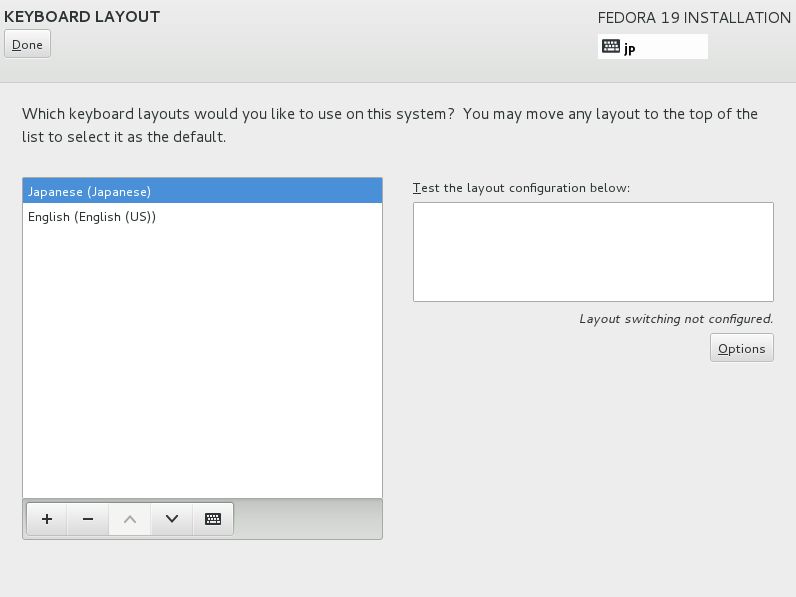 KEYBOARD LAYOUT
FEDORA 19 INSTALLATION
Done
jp
Which keyboard layouts would you like to use on this system?  You may move any layout to the top of the
list to select it as the default.
Japanese (Japanese)
English (English (US))
Test the layout configuration below:
Layout switching not configured.
Options